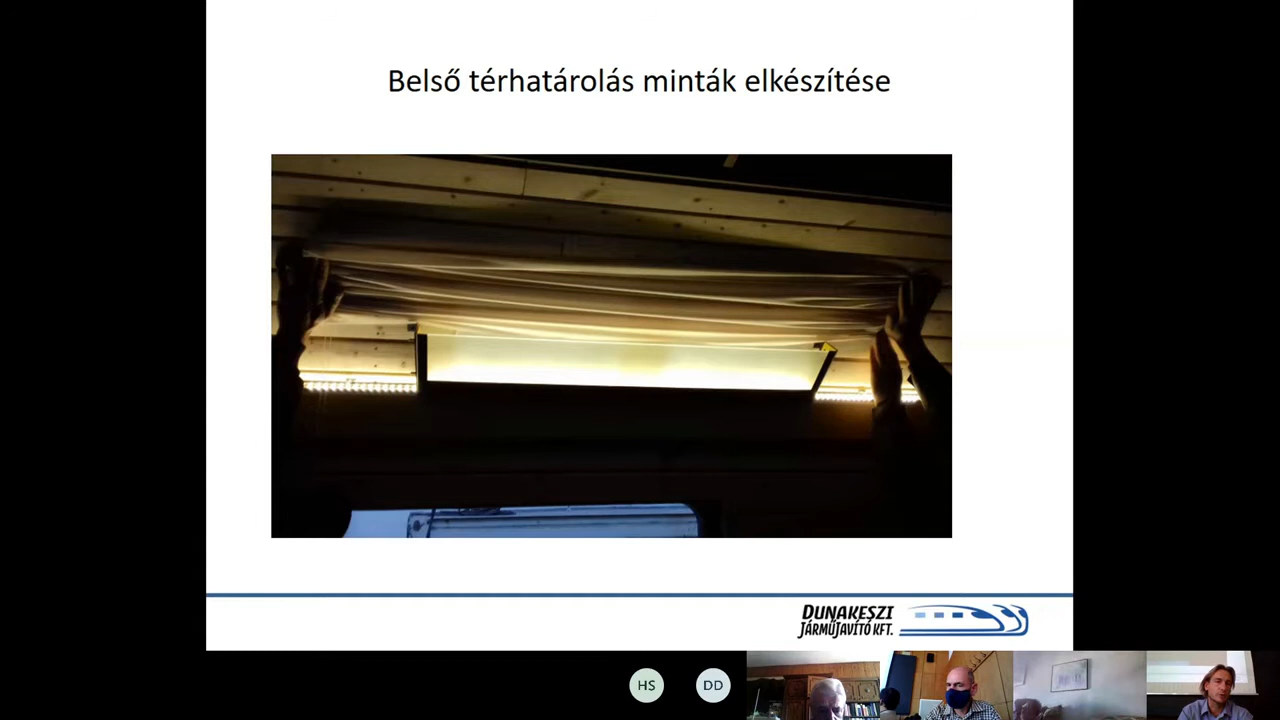 Belső térhatárolás minták elkészítése
DUNAKESZI
JÁRMŰJAVÍTÓ KFT.
HS
DD